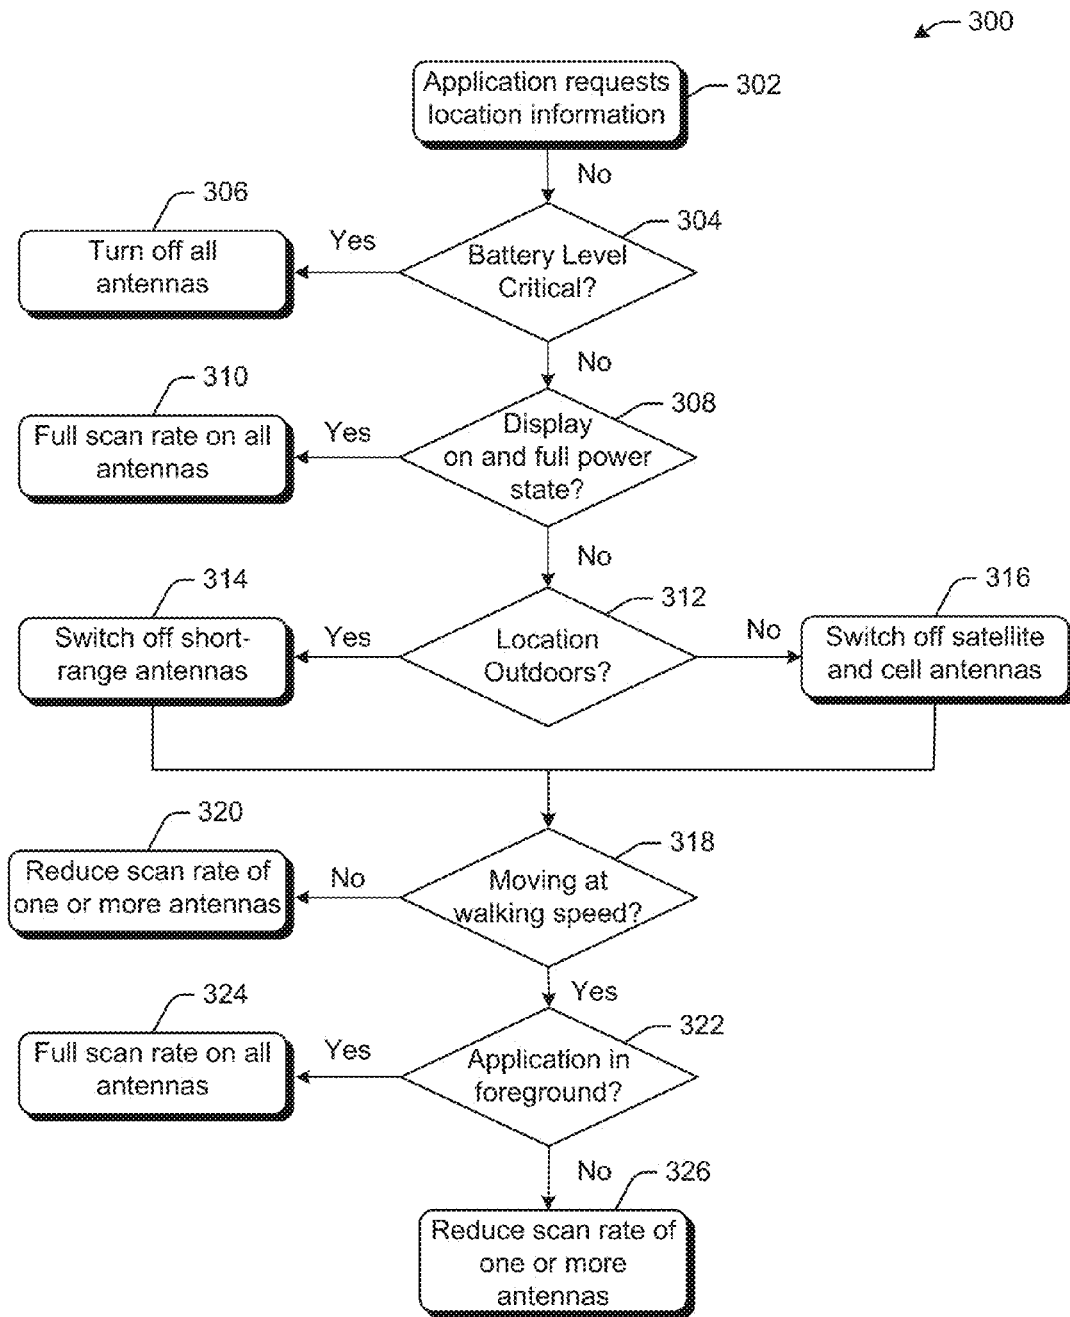 300
Application requests
location information
302
No
306
Turn off all
antennas
Yes
304
Battery Level
Critical?
No
310
Full scan rate on all
antennas
Yes
308
Display
on and full power
state?
No
314
Switch off short-
range antennas
Yes
312
Location
Outdoors?
No
316
Switch off satellite
and cell antennas
320
Reduce scan rate of
one or more antennas
No
318
Moving at
walking speed?
Yes
324
Full scan rate on all
antennas
Yes
322
Application in
foreground?
No
326
Reduce scan rate of
one or more
antennas